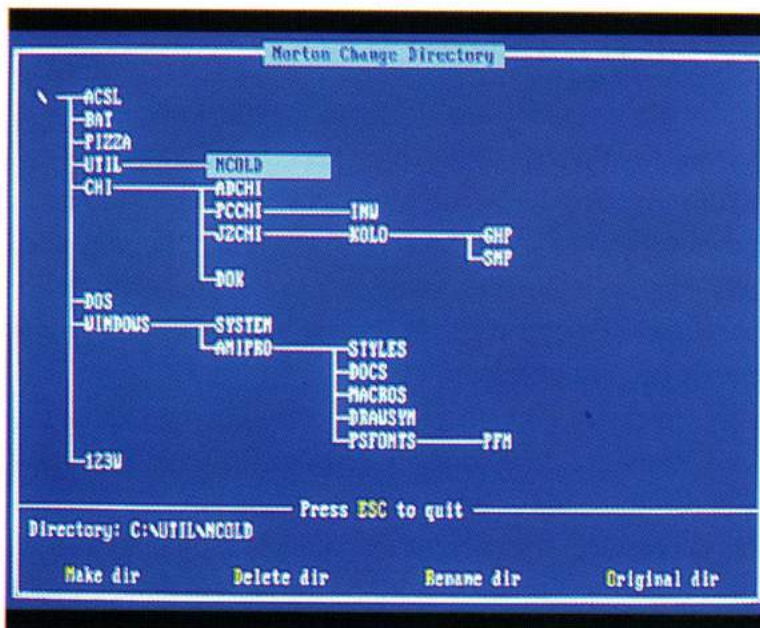 Norton Change Directory
\ ACSL
BAT
PIZZA
UTIL NCOLD
CHI ADCHI
PCCHI INW
JZCHI KOLO GHP
SMP
DOK
DOS
WINDOWS SYSTEM
AMIPRO STYLES
DOCS
MACROS
DRAWSYM
PSFONTS PFM
123W
Press ESC to quit
Directory: C:\UTIL\NCOLD
Make dir Delete dir Rename dir Original dir